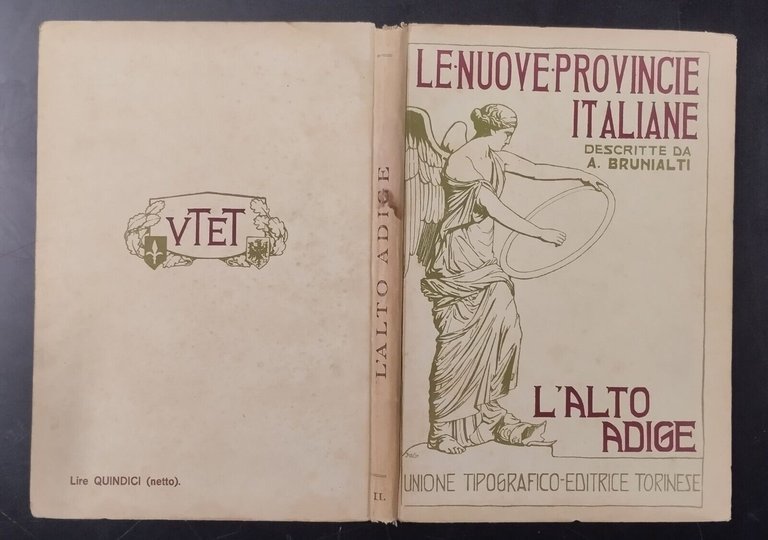 VTET
Lire QUINDICI (netto).
L'ALTO ADIGE
II.
LE·NUOVE·PROVINCIE
ITALIANE
DESCRITTE DA
A. BRUNIALTI
L'ALTO
ADIGE
UNIONE TIPOGRAFICO-EDITRICE TORINESE